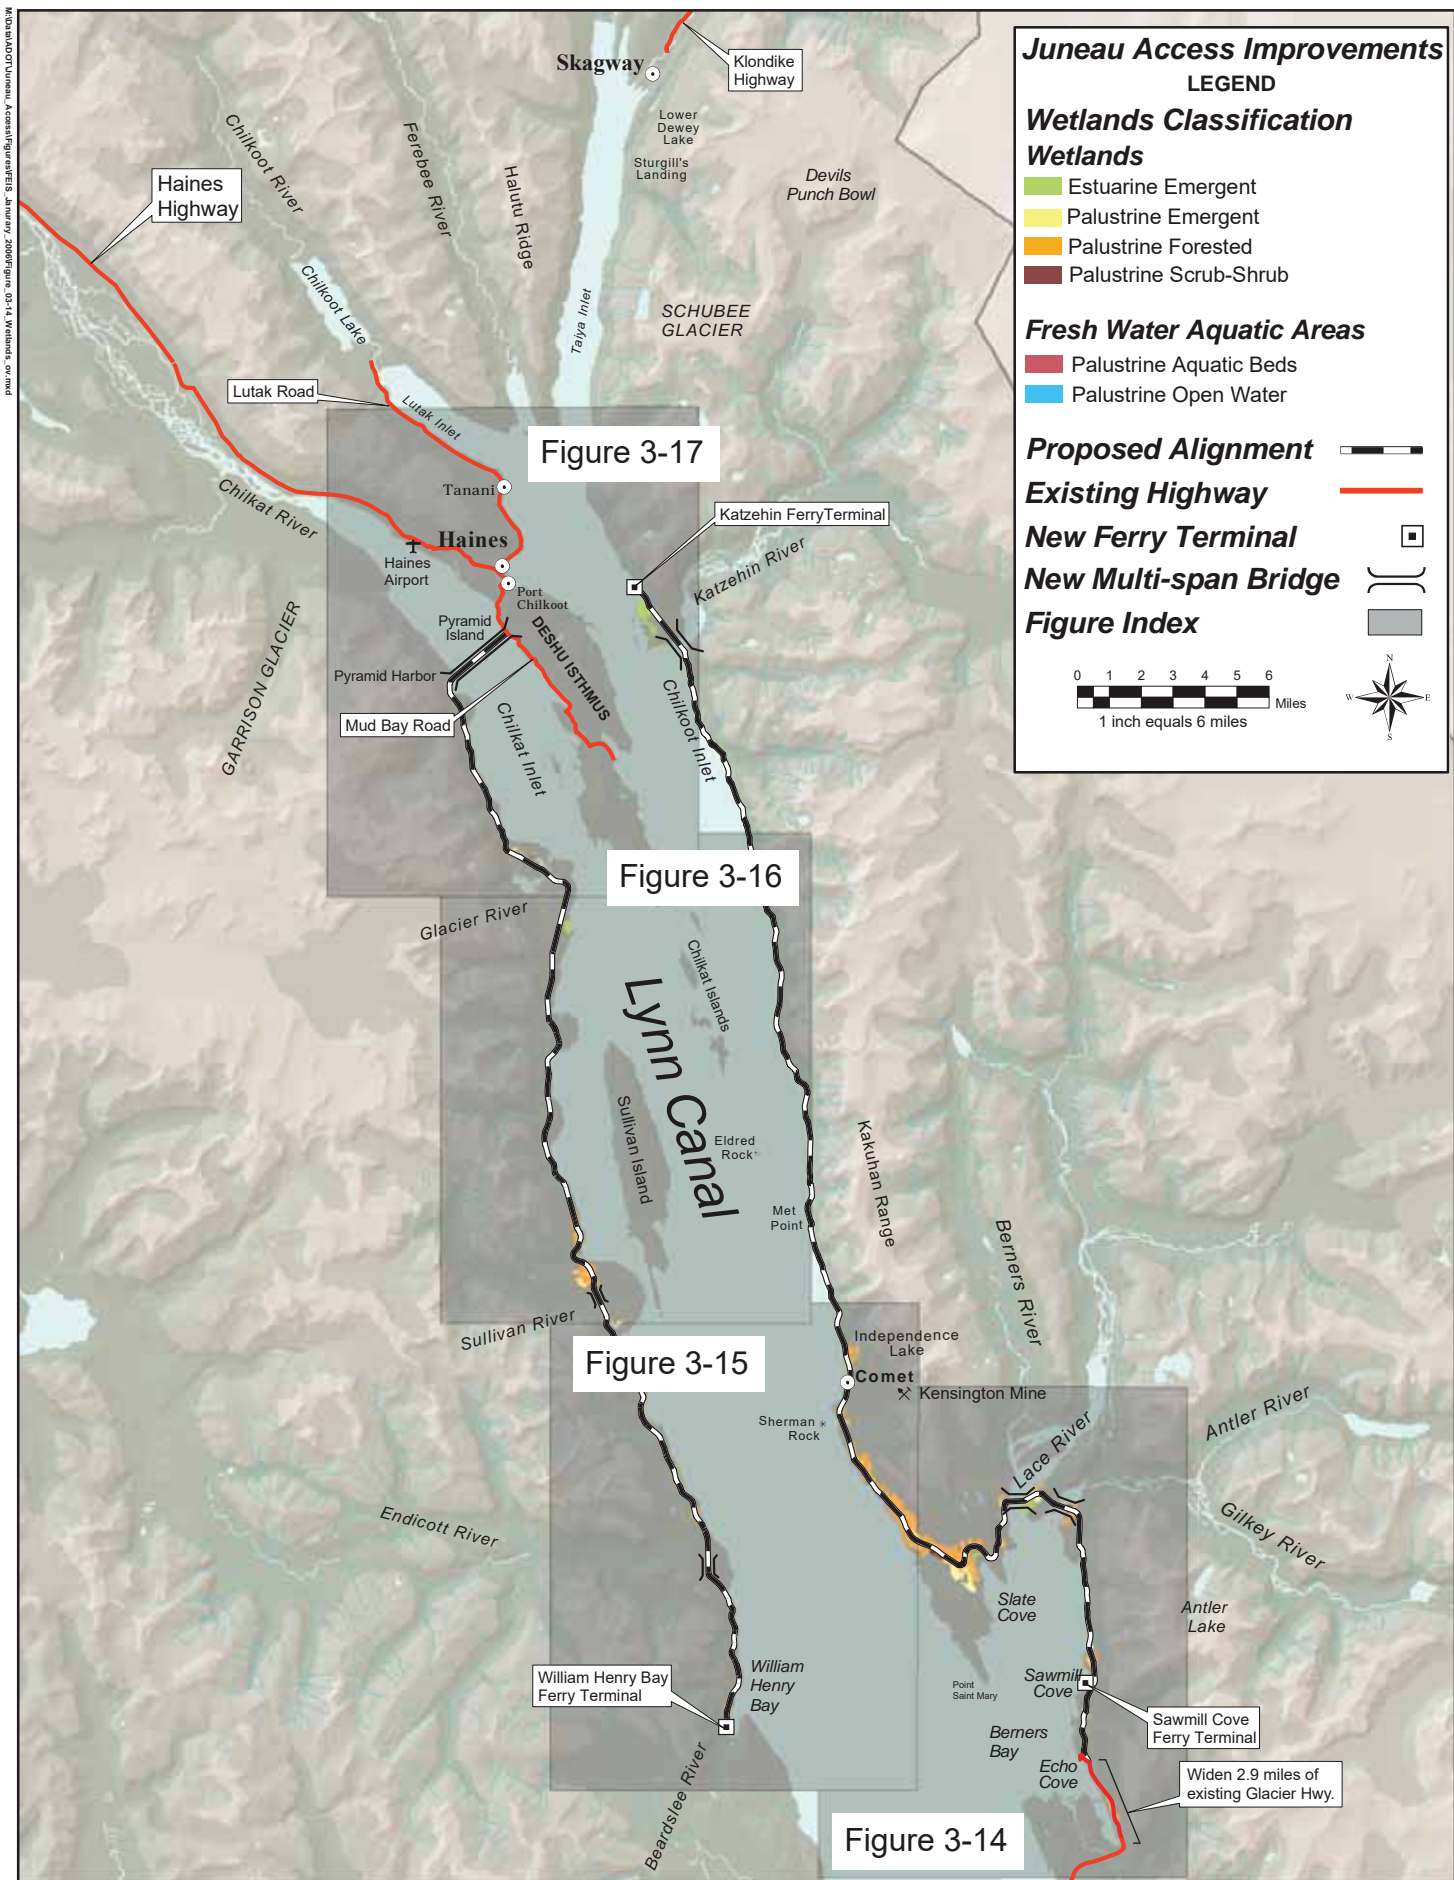 M:\Data\ADOT\Juneau_Access\Figures\FEIS_Janurary_2006\Figure_03-14_Wetlands_ov.mxd
Juneau Access Improvements
LEGEND
Wetlands Classification
Wetlands
Estuarine Emergent
Palustrine Emergent
Palustrine Forested
Palustrine Scrub-Shrub
Fresh Water Aquatic Areas
Palustrine Aquatic Beds
Palustrine Open Water
Proposed Alignment
Existing Highway
New Ferry Terminal
New Multi-span Bridge
Figure Index
0 1 2 3 4 5 6
Miles
1 inch equals 6 miles
N
W
E
S
Skagway
Klondike
Highway
Lower
Dewey
Lake
Sturgill's
Landing
Devils
Punch Bowl
Chilkoot River
Ferebee River
Halutu Ridge
Haines
Highway
Chilkoot Lake
Taiya Inlet
SCHUBEE
GLACIER
Lutak Road
Lutak Inlet
Figure 3-17
Tanani
Chilkat River
Katzehin FerryTerminal
Haines
Haines
Airport
Katzehin River
Port
Chilkoot
Pyramid
Island
DESHU ISTHMUS
GARRISON GLACIER
Pyramid Harbor
Mud Bay Road
Chilkat Inlet
Chilkoot Inlet
Figure 3-16
Glacier River
Chilkat Islands
Lynn Canal
Sullivan Island
Eldred
Rock
Kakuhan Range
Met
Point
Berners River
Sullivan River
Independence
Lake
Figure 3-15
Comet
Kensington Mine
Sherman
Rock
Antler River
Lace River
Endicott River
Gilkey River
Slate
Cove
Antler
Lake
William Henry Bay
Ferry Terminal
William
Henry
Bay
Point
Saint Mary
Sawmill
Cove
Sawmill Cove
Ferry Terminal
Berners
Bay
Echo
Cove
Widen 2.9 miles of
existing Glacier Hwy.
Beardslee River
Figure 3-14